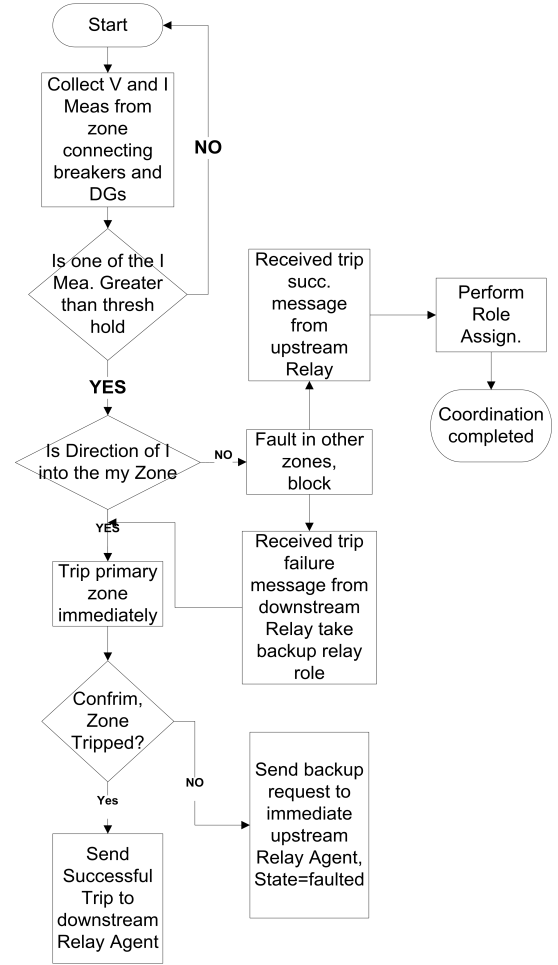 Start
Collect V and I
Meas from
zone
connecting
breakers and
DGs
NO
Is one of the I
Mea. Greater
than thresh
hold
YES
Received trip
succ.
message
from
upstream
Relay
Perform
Role
Assign.
Coordination
completed
Is Direction of I
into the my Zone
NO
Fault in other
zones,
block
YES
Trip primary
zone
immediately
Received trip
failure
message from
downstream
Relay take
backup relay
role
Confrim,
Zone
Tripped?
NO
Yes
Send backup
request to
immediate
upstream
Relay Agent,
State=faulted
Send
Successful
Trip to
downstream
Relay Agent